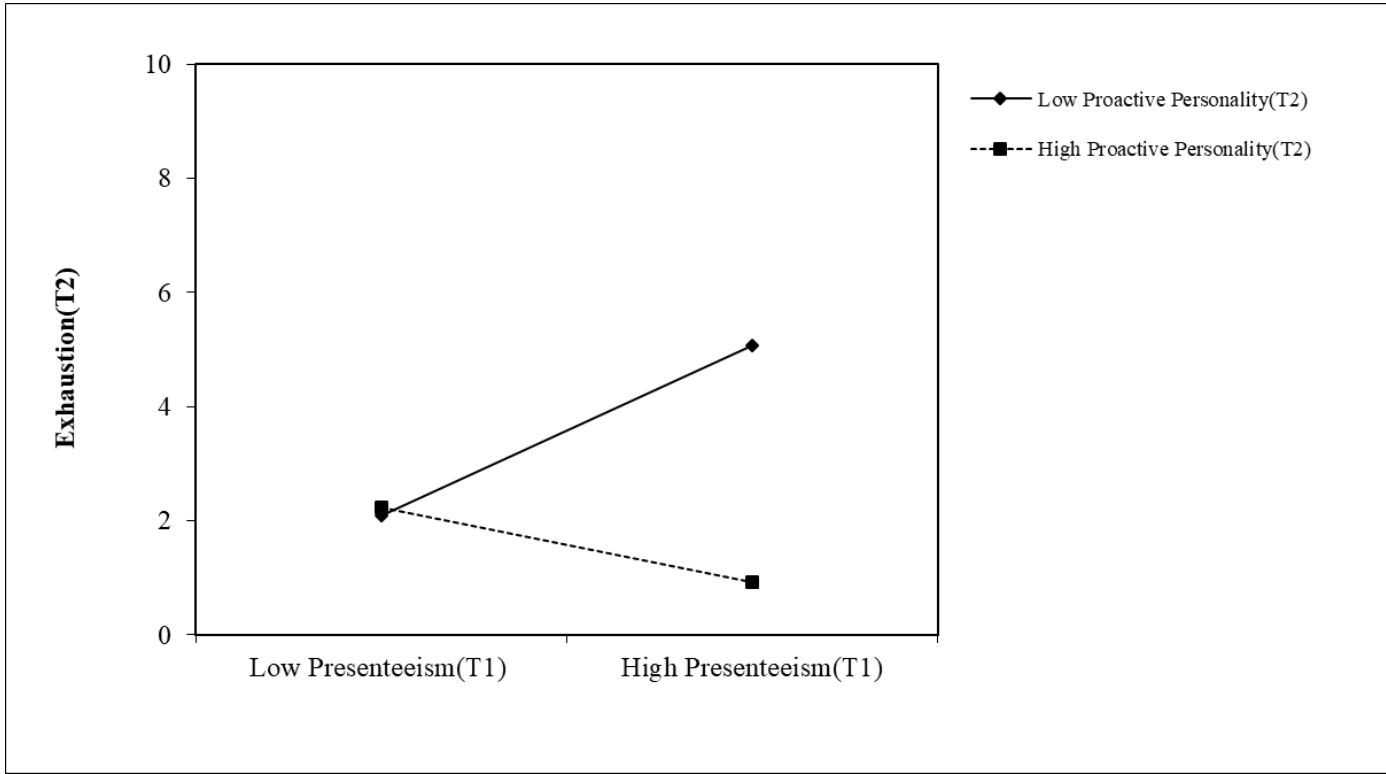 10
8
6
4
2
0
Exhaustion(T2)
Low Presenteeism(T1)
High Presenteeism(T1)
Low Proactive Personality(T2)
High Proactive Personality(T2)